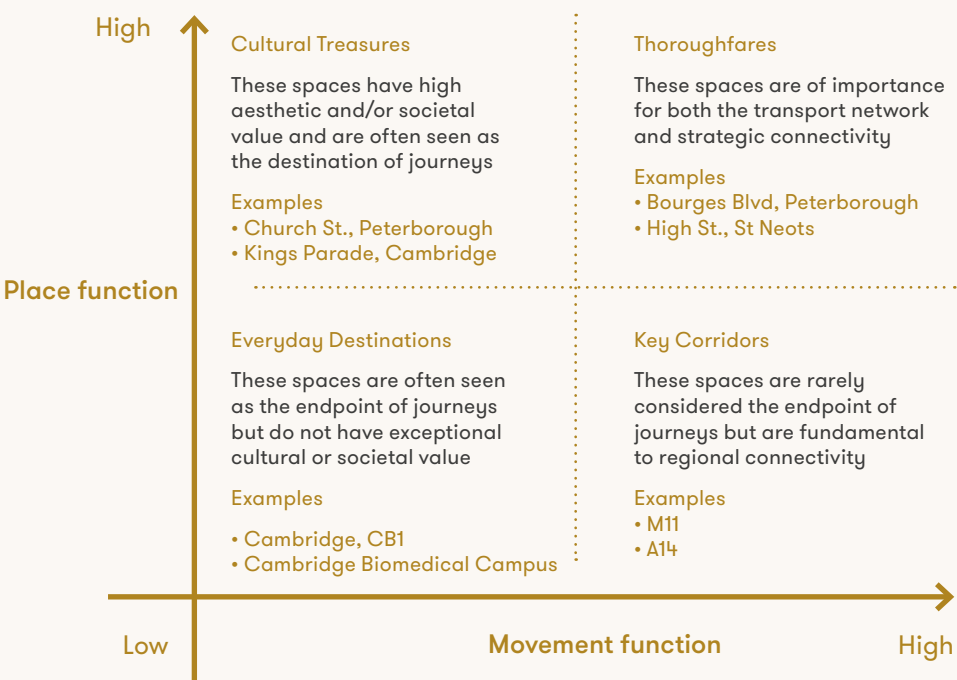 High
Cultural Treasures
These spaces have high
aesthetic and/or societal
value and are often seen as
the destination of journeys
Examples
• Church St., Peterborough
• Kings Parade, Cambridge
Thoroughfares
These spaces are of importance
for both the transport network
and strategic connectivity
Examples
• Bourges Blvd, Peterborough
• High St., St Neots
Place function
Everyday Destinations
These spaces are often seen
as the endpoint of journeys
but do not have exceptional
cultural or societal value
Examples
• Cambridge, CB1
• Cambridge Biomedical Campus
Key Corridors
These spaces are rarely
considered the endpoint of
journeys but are fundamental
to regional connectivity
Examples
• M11
• A14
Low
Movement function
High